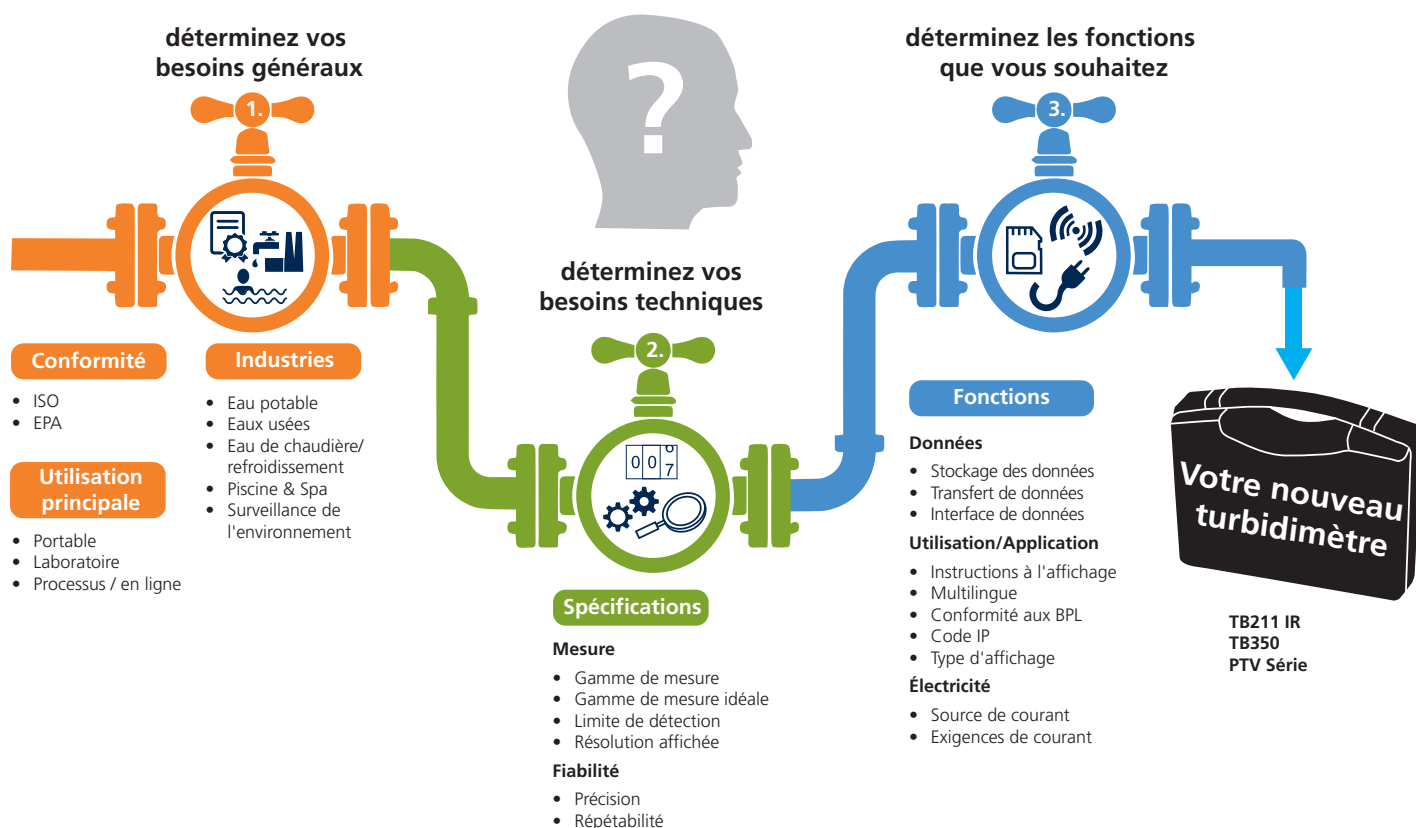 déterminez vos
besoins généraux
1.
Conformité
• ISO
• EPA
Utilisation
principale
• Portable
• Laboratoire
• Processus / en ligne
Industries
• Eau potable
• Eaux usées
• Eau de chaudière/
refroidissement
• Piscine & Spa
• Surveillance de
l'environnement
?
déterminez vos
besoins techniques
2.
0 0 7
Spécifications
Mesure
• Gamme de mesure
• Gamme de mesure idéale
• Limite de détection
• Résolution affichée
Fiabilité
• Précision
• Répétabilité
déterminez les fonctions
que vous souhaitez
3.
Fonctions
Données
• Stockage des données
• Transfert de données
• Interface de données
Utilisation/Application
• Instructions à l'affichage
• Multilingue
• Conformité aux BPL
• Code IP
• Type d'affichage
Électricité
• Source de courant
• Exigences de courant
Votre nouveau
turbidimètre
TB211 IR
TB350
PTV Série